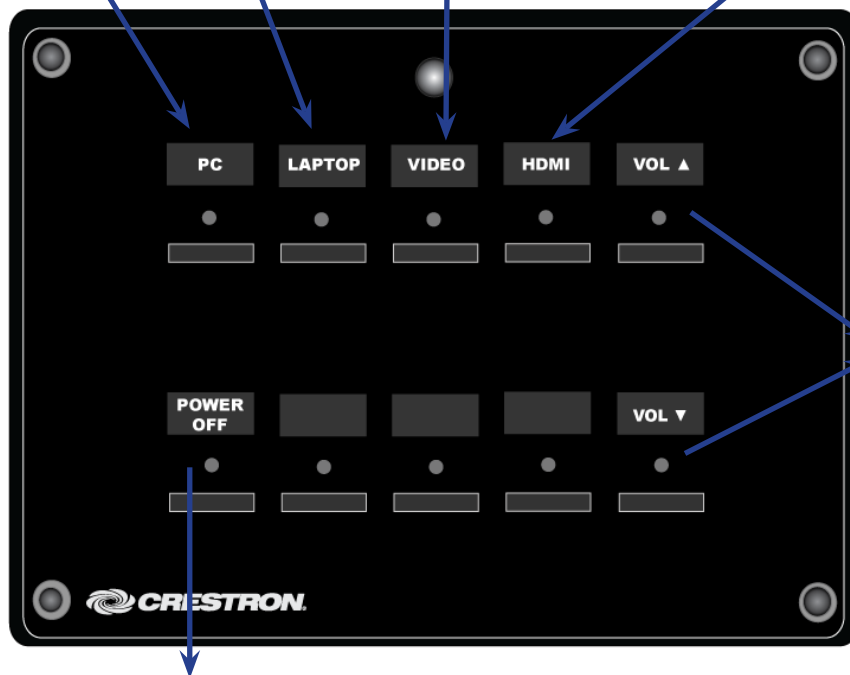 PC
LAPTOP
VIDEO
HDMI
VOL ▲
POWER
OFF
VOL ▼
CRESTRON.